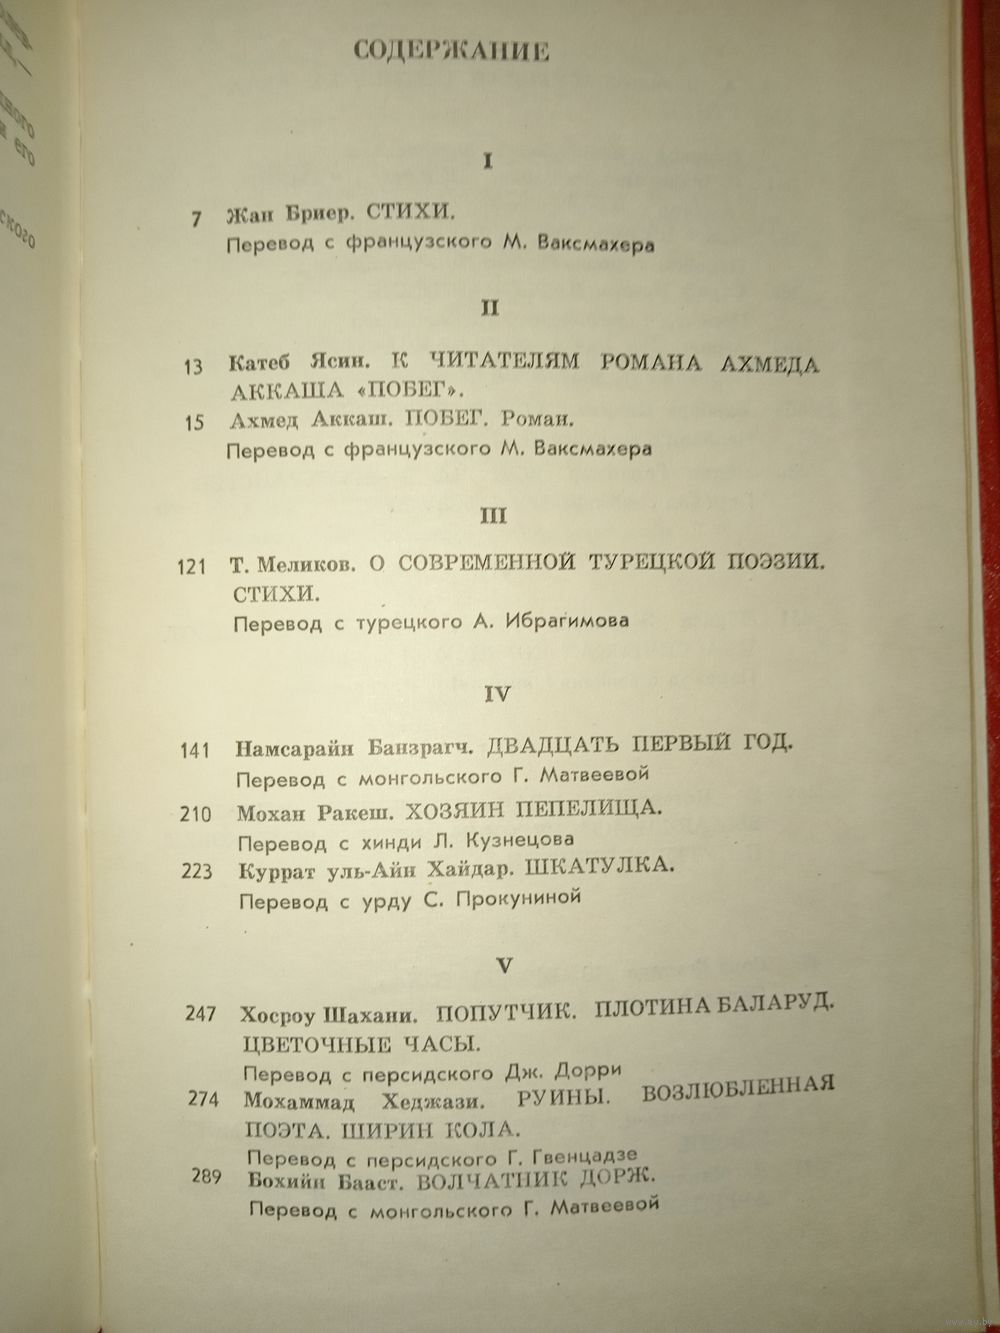 СОДЕРЖАНИЕ
I
7 Жан Бриер. СТИХИ.
Перевод с французского М. Ваксмахера
II
13 Катеб Ясин. К ЧИТАТЕЛЯМ РОМАНА АХМЕДА
АККАША «ПОБЕГ».
15 Ахмед Аккаш. ПОБЕГ. Роман.
Перевод с французского М. Ваксмахера
III
121 Т. Меликов. О СОВРЕМЕННОЙ ТУРЕЦКОЙ ПОЭЗИИ.
СТИХИ.
Перевод с турецкого А. Ибрагимова
IV
141 Намсарайн Банзрагч. ДВАДЦАТЬ ПЕРВЫЙ ГОД.
Перевод с монгольского Г. Матвеевой
210 Мохан Ракеш. ХОЗЯИН ПЕПЕЛИЩА.
Перевод с хинди Л. Кузнецова
223 Куррат уль-Айн Хайдар. ШКАТУЛКА.
Перевод с урду С. Прокуниной
V
247 Хосроу Шахани. ПОПУТЧИК. ПЛОТИНА БАЛАРУД.
ЦВЕТОЧНЫЕ ЧАСЫ.
Перевод с персидского Дж. Дорри
274 Мохаммад Хеджази. РУИНЫ. ВОЗЛЮБЛЕННАЯ
ПОЭТА. ШИРИН КОЛА.
Перевод с персидского Г. Гвенцадзе
289 Бохийн Бааст. ВОЛЧАТНИК ДОРЖ.
Перевод с монгольского Г. Матвеевой
www.ay.by